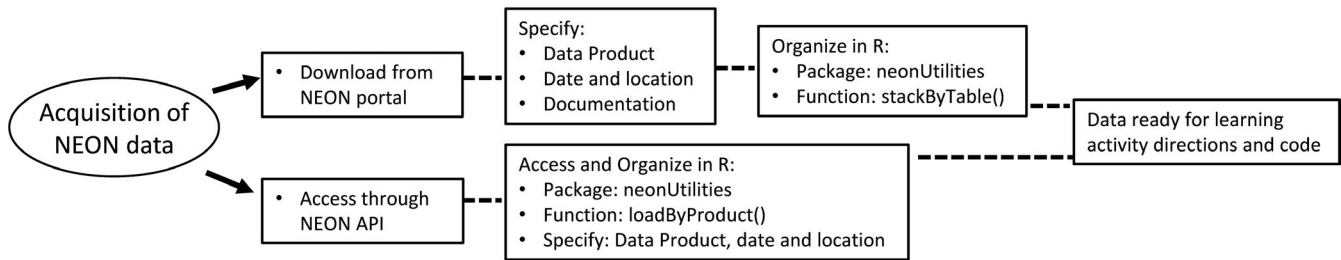 Acquisition of
NEON data
• Download from
NEON portal
Specify:
• Data Product
• Date and location
• Documentation
Organize in R:
• Package: neonUtilities
• Function: stackByTable()
• Access through
NEON API
Access and Organize in R:
• Package: neonUtilities
• Function: loadByProduct()
• Specify: Data Product, date and location
Data ready for learning
activity directions and code